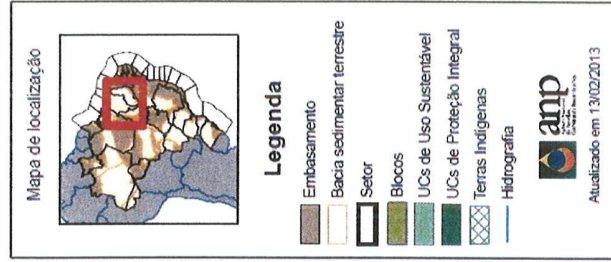 Mapa de localização
Legenda
Embasamento
Bacia sedimentar terrestre
Setor
Blocos
UCs de Uso Sustentável
UCs de Proteção Integral
Terras Indígenas
Hidrografia
anp
Atualizado em 13/02/2013